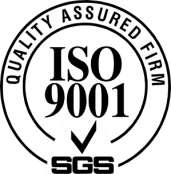 QUALITY ASSURED FIRM
ISO
9001
SGS